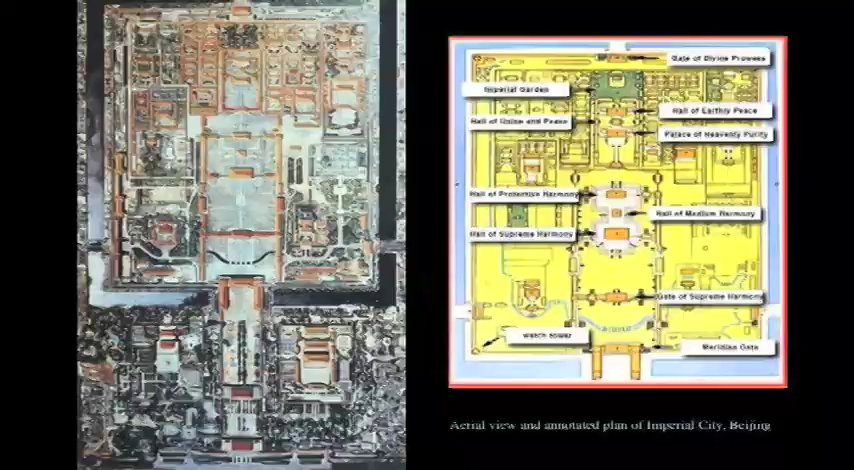 Gate of Divine Prowess
Imperial Garden
Hall of Earthly Peace
Hall of Union and Peace
Palace of Heavenly Purity
Hall of Protective Harmony
Hall of Medium Harmony
Hall of Supreme Harmony
Gate of Supreme Harmony
watch tower
Meridian Gate
Aerial view and annotated plan of Imperial City, Beijing